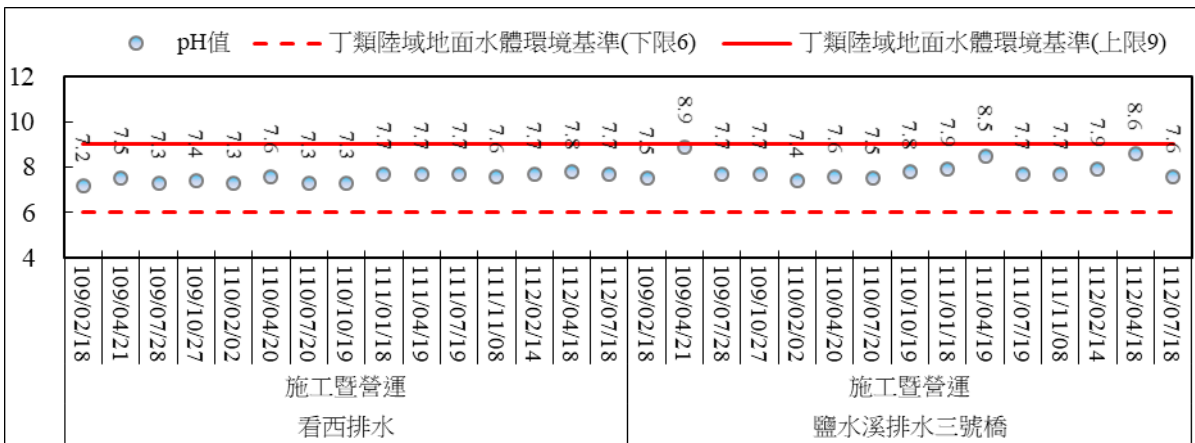 pH值 丁類陸域地面水體環境基準(下限6) 丁類陸域地面水體環境基準(上限9)
12
10
8
6
4
7.2 7.5 7.3 7.4 7.3 7.6 7.3 7.3 7.7 7.7 7.7 7.6 7.7 7.8 7.7 7.5 8.9 7.7 7.7 7.4 7.6 7.5 7.8 7.9 8.5 7.7 7.7 7.9 8.6 7.6
109/02/18 109/04/21 109/07/28 109/10/27 110/02/02 110/04/20 110/07/20 110/10/19 111/01/18 111/04/19 111/07/19 111/11/08 112/02/14 112/04/18 112/07/18 109/02/18 109/04/21 109/07/28 109/10/27 110/02/02 110/04/20 110/07/20 110/10/19 111/01/18 111/04/19 111/07/19 111/11/08 112/02/14 112/04/18 112/07/18
施工暨營運 施工暨營運
看西排水 鹽水溪排水三號橋